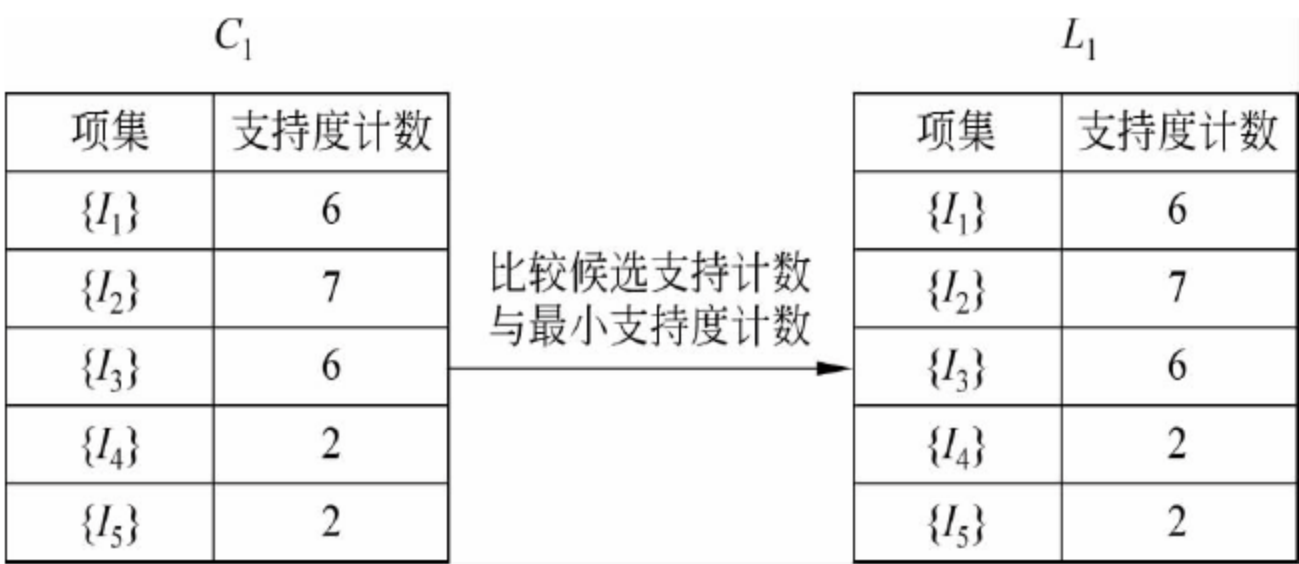 C₁ L₁
项集 支持度计数 项集 支持度计数
{I₁} 6 {I₁} 6
{I₂} 7 比较候选支持计数 {I₂} 7
与最小支持度计数
{I₃} 6 {I₃} 6
{I₄} 2 {I₄} 2
{I₅} 2 {I₅} 2